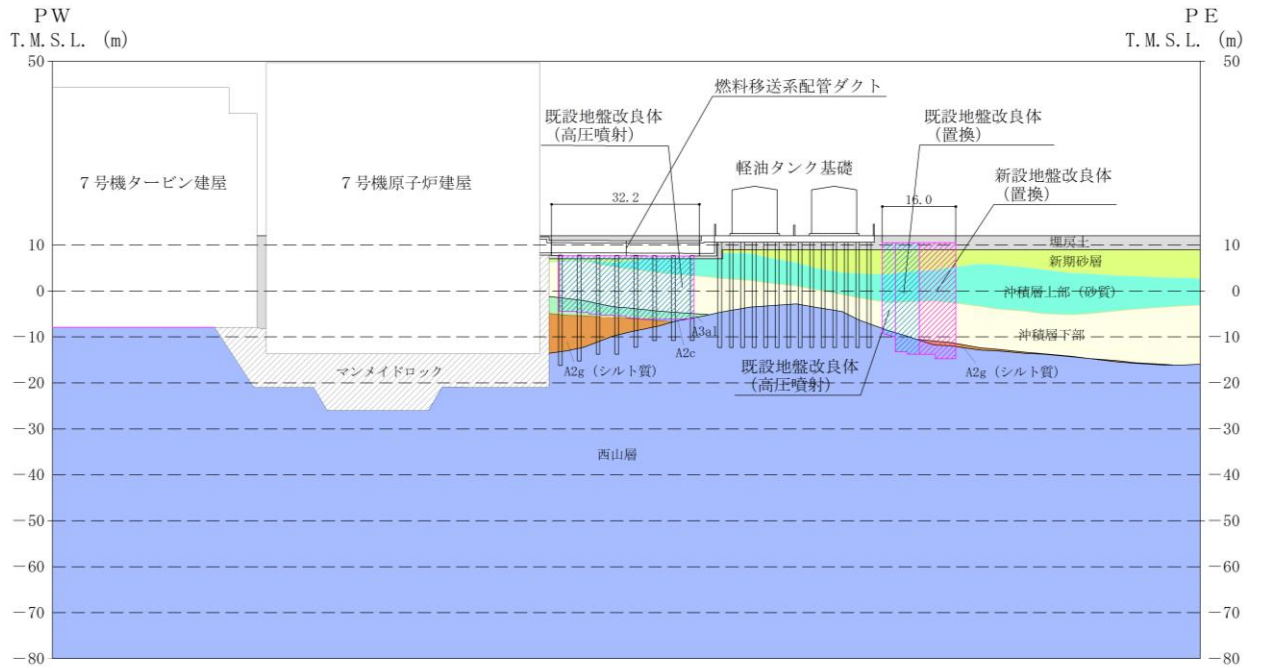 ＰＷ
T.M.S.L. (m)
ＰＥ
T.M.S.L. (m)
50
50
燃料移送系配管ダクト
既設地盤改良体
(高圧噴射)
既設地盤改良体
(置換)
軽油タンク基礎
新設地盤改良体
(置換)
７号機タービン建屋
７号機原子炉建屋
32.2
16.0
10
埋戻土
10
新期砂層
0
沖積層上部（砂質）
0
－10
A3a1
沖積層下部
－10
A2c
A2g（シルト質）
マンメイドロック
既設地盤改良体
(高圧噴射)
A2g（シルト質）
－20
－20
－30
－30
西山層
－40
－40
－50
－50
－60
－60
－70
－70
－80
－80